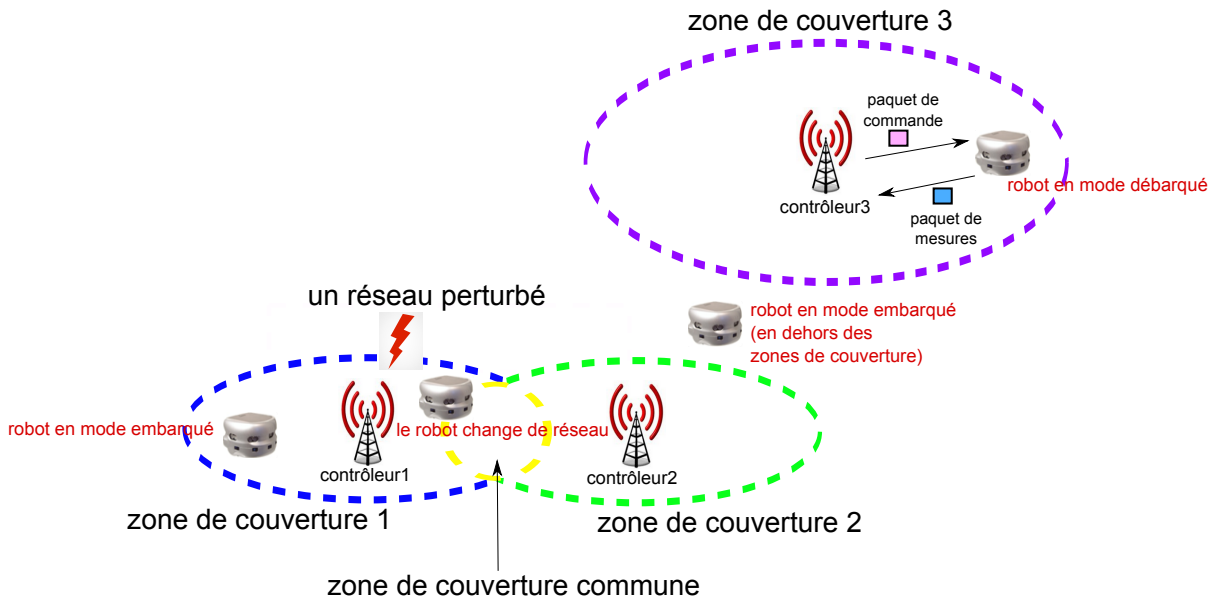 zone de couverture 3
paquet de
commande
robot en mode débarqué
contrôleur3
paquet de
mesures
un réseau perturbé
robot en mode embarqué
(en dehors des
zones de couverture)
robot en mode embarqué
le robot change de réseau
contrôleur1
contrôleur2
zone de couverture 1
zone de couverture 2
zone de couverture commune